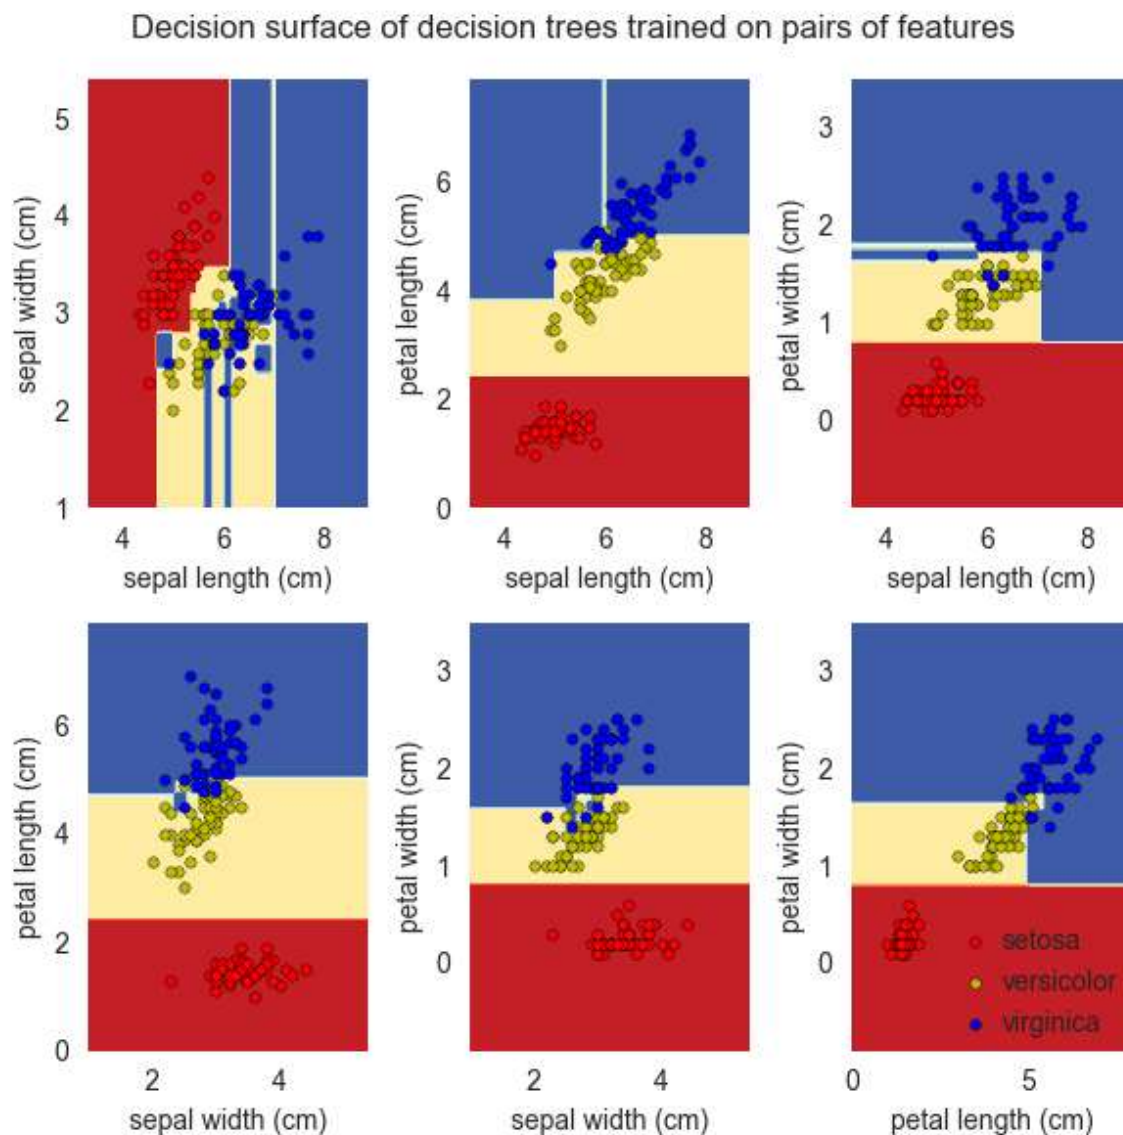 Decision surface of decision trees trained on pairs of features
5
4
3
2
1
sepal width (cm)
4 6 8
sepal length (cm)
6
4
2
0
petal length (cm)
4 6 8
sepal length (cm)
3
2
1
0
petal width (cm)
4 6 8
sepal length (cm)
6
4
2
0
petal length (cm)
2 4
sepal width (cm)
3
2
1
0
petal width (cm)
2 4
sepal width (cm)
3
2
1
0
petal width (cm)
0 5
petal length (cm)
setosa
versicolor
virginica